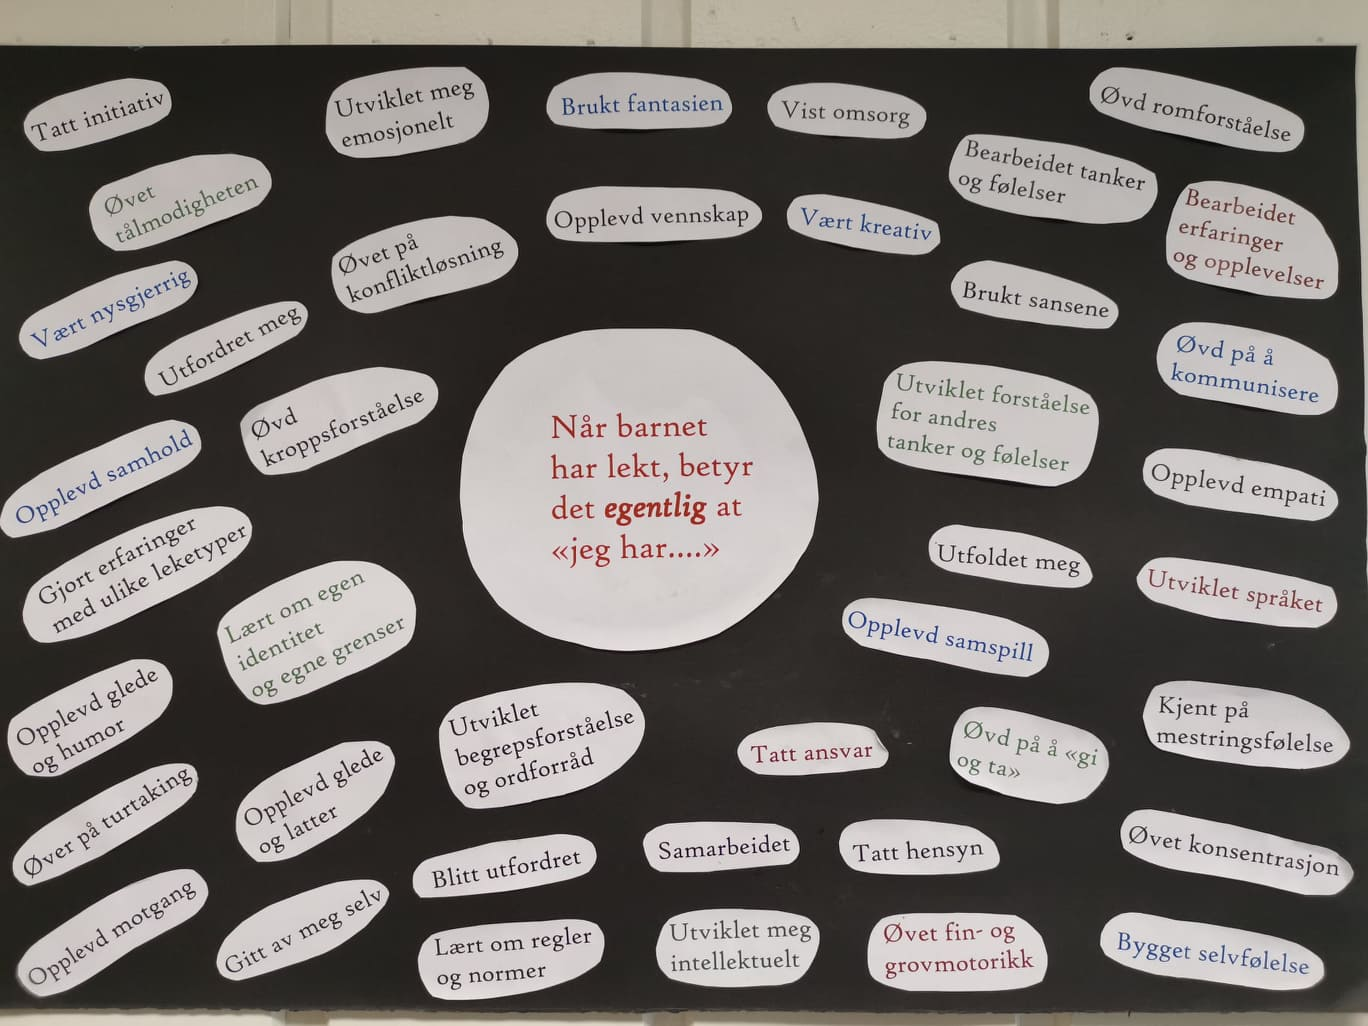 Tatt initiativ
Utviklet meg
emosjonelt
Brukt fantasien
Vist omsorg
Øvd romforståelse
Øvet
tålmodigheten
Øvet på
konfliktløsning
Opplevd vennskap
Vært kreativ
Bearbeidet tanker
og følelser
Bearbeidet
erfaringer
og opplevelser
Vært nysgjerrig
Utfordret meg
Brukt sansene
Øvd på å
kommunisere
Øvd
kroppsforståelse
Når barnet
har lekt, betyr
det egentlig at
«jeg har....»
Utviklet forståelse
for andres
tanker og følelser
Opplevd samhold
Opplevd empati
Gjort erfaringer
med ulike leketyper
Lært om egen
identitet
og egne grenser
Utfoldet meg
Utviklet språket
Opplevd samspill
Opplevd glede
og humor
Utviklet
begrepsforståelse
og ordforråd
Tatt ansvar
Øvd på å «gi
og ta»
Kjent på
mestringsfølelse
Øver på turtaking
Opplevd glede
og latter
Blitt utfordret
Samarbeidet
Tatt hensyn
Øvet konsentrasjon
Opplevd motgang
Gitt av meg selv
Lært om regler
og normer
Utviklet meg
intellektuelt
Øvet fin- og
grovmotorikk
Bygget selvfølelse